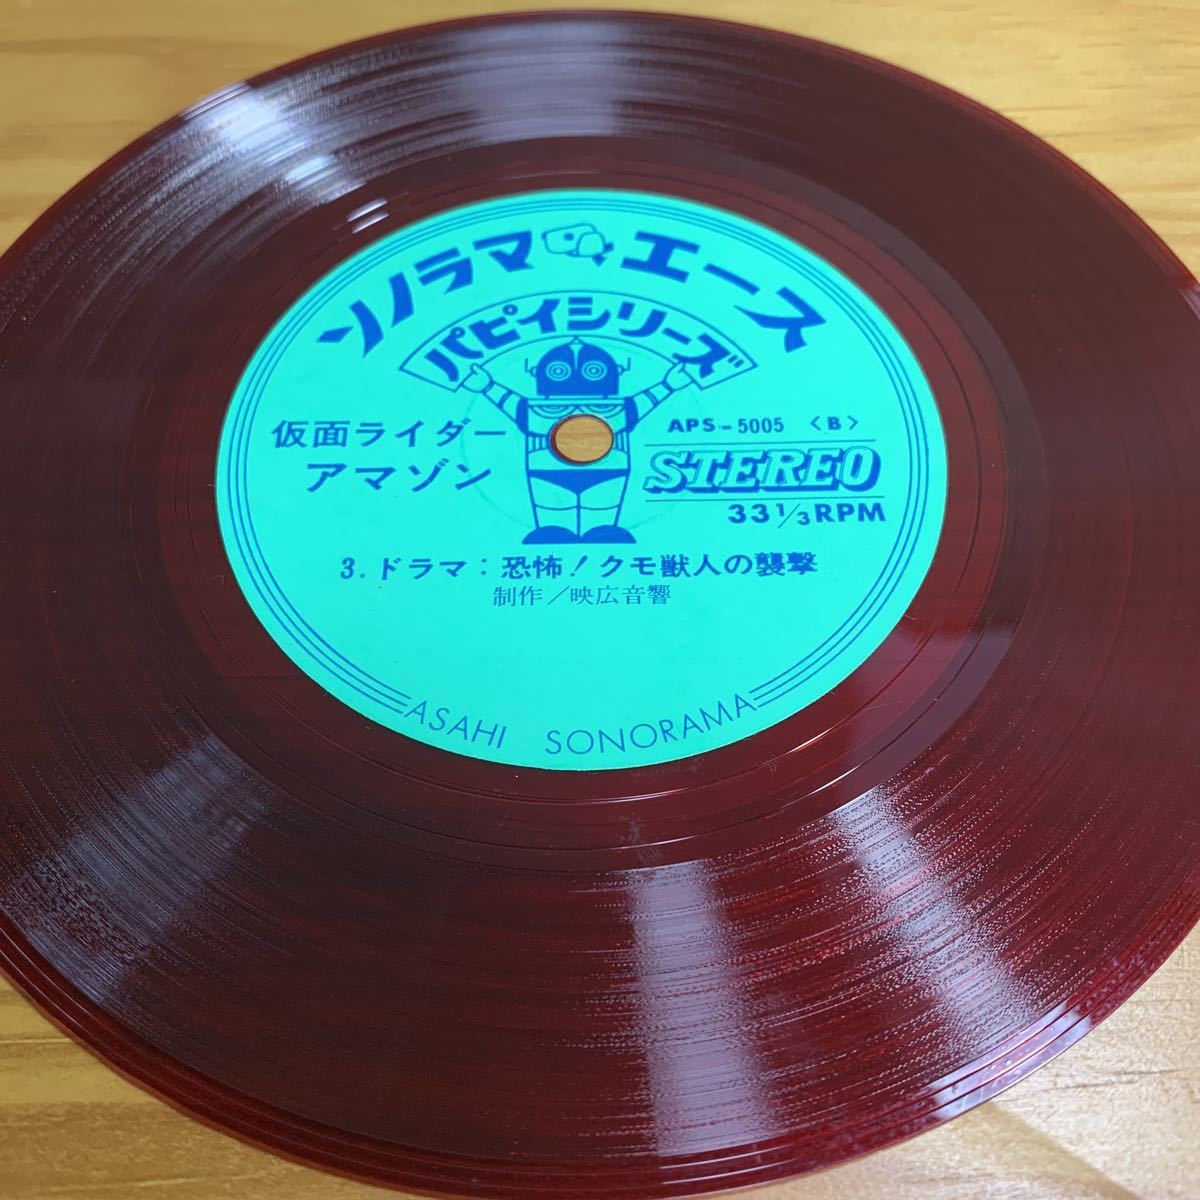 ソノラマエース
パピイシリーズ
仮面ライダー
アマゾン
APS-5005 〈B〉
STEREO
33 1/3 RPM
3. ドラマ：恐怖！クモ獣人の襲撃
制作／映広音響
ASAHI SONORAMA